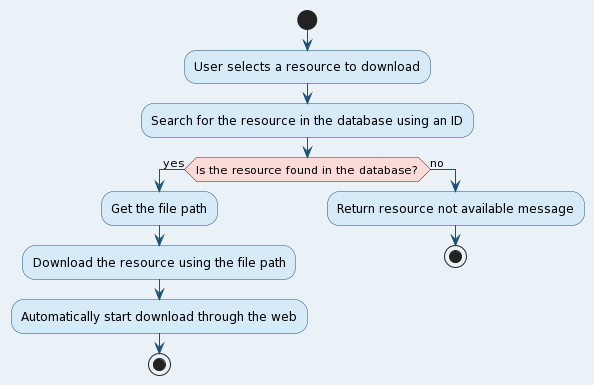 User selects a resource to download
Search for the resource in the database using an ID
yes
Is the resource found in the database?
no
Get the file path
Return resource not available message
Download the resource using the file path
Automatically start download through the web